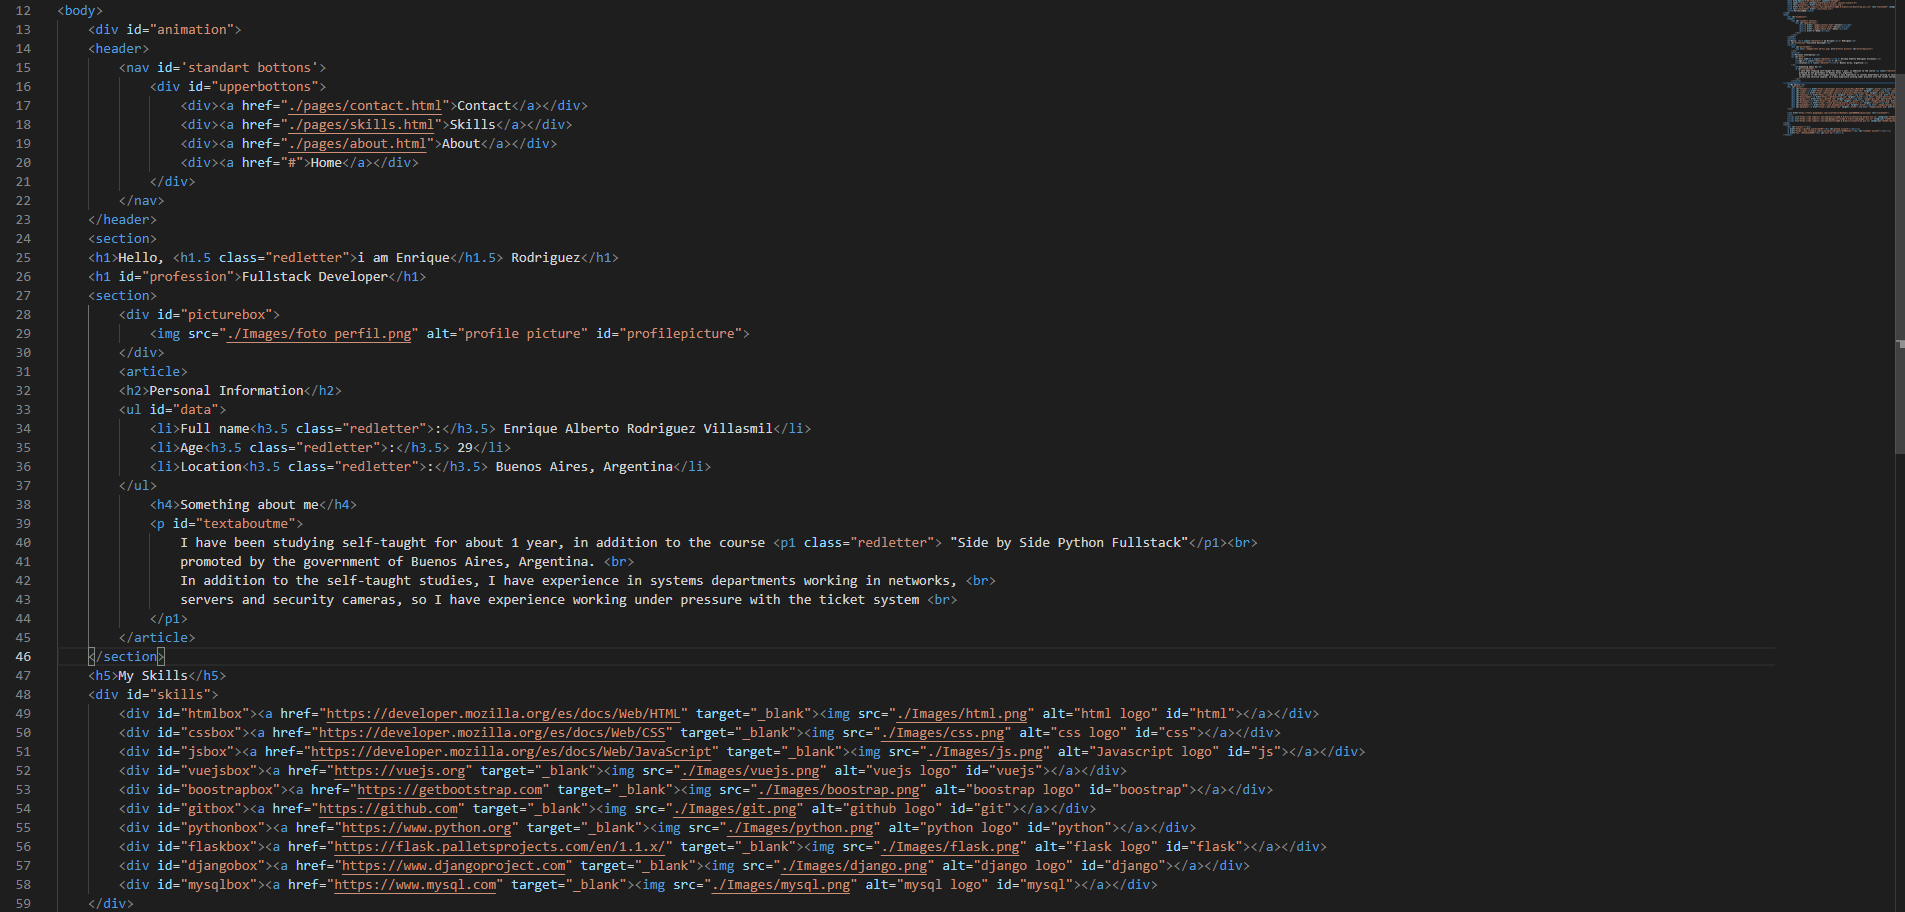 12 <body>
13 <div id="animation">
14 <header>
15 <nav id='standart bottons'>
16 <div id="upperbottons">
17 <div><a href="./pages/contact.html">Contact</a></div>
18 <div><a href="./pages/skills.html">Skills</a></div>
19 <div><a href="./pages/about.html">About</a></div>
20 <div><a href="#">Home</a></div>
21 </div>
22 </nav>
23 </header>
24 <section>
25 <h1>Hello, <h1.5 class="redletter">i am Enrique</h1.5> Rodriguez</h1>
26 <h1 id="profession">Fullstack Developer</h1>
27 <section>
28 <div id="picturebox">
29 <img src="./Images/foto perfil.png" alt="profile picture" id="profilepicture">
30 </div>
31 <article>
32 <h2>Personal Information</h2>
33 <ul id="data">
34 <li>Full name<h3.5 class="redletter">:</h3.5> Enrique Alberto Rodriguez Villasmil</li>
35 <li>Age<h3.5 class="redletter">:</h3.5> 29</li>
36 <li>Location<h3.5 class="redletter">:</h3.5> Buenos Aires, Argentina</li>
37 </ul>
38 <h4>Something about me</h4>
39 <p id="textaboutme">
40 I have been studying self-taught for about 1 year, in addition to the course <p1 class="redletter"> "Side by Side Python Fullstack"</p1><br>
41 promoted by the government of Buenos Aires, Argentina. <br>
42 In addition to the self-taught studies, I have experience in systems departments working in networks, <br>
43 servers and security cameras, so I have experience working under pressure with the ticket system <br>
44 </p1>
45 </article>
46 </section>
47 <h5>My Skills</h5>
48 <div id="skills">
49 <div id="htmlbox"><a href="https://developer.mozilla.org/es/docs/Web/HTML" target="_blank"><img src="./Images/html.png" alt="html logo" id="html"></a></div>
50 <div id="cssbox"><a href="https://developer.mozilla.org/es/docs/Web/CSS" target="_blank"><img src="./Images/css.png" alt="css logo" id="css"></a></div>
51 <div id="jsbox"><a href="https://developer.mozilla.org/es/docs/Web/JavaScript" target="_blank"><img src="./Images/js.png" alt="Javascript logo" id="js"></a></div>
52 <div id="vuejsbox"><a href="https://vuejs.org" target="_blank"><img src="./Images/vuejs.png" alt="vuejs logo" id="vuejs"></a></div>
53 <div id="boostrapbox"><a href="https://getbootstrap.com" target="_blank"><img src="./Images/boostrap.png" alt="boostrap logo" id="boostrap"></a></div>
54 <div id="gitbox"><a href="https://github.com" target="_blank"><img src="./Images/git.png" alt="github logo" id="git"></a></div>
55 <div id="pythonbox"><a href="https://www.python.org" target="_blank"><img src="./Images/python.png" alt="python logo" id="python"></a></div>
56 <div id="flaskbox"><a href="https://flask.palletsprojects.com/en/1.1.x/" target="_blank"><img src="./Images/flask.png" alt="flask logo" id="flask"></a></div>
57 <div id="djangobox"><a href="https://www.djangoproject.com" target="_blank"><img src="./Images/django.png" alt="django logo" id="django"></a></div>
58 <div id="mysqlbox"><a href="https://www.mysql.com" target="_blank"><img src="./Images/mysql.png" alt="mysql logo" id="mysql"></a></div>
59 </div>